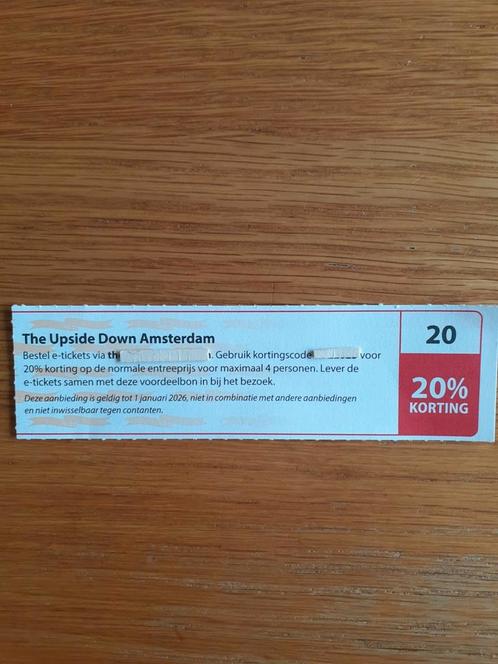 The Upside Down Amsterdam
Bestel e-tickets via th. Gebruik kortingscode voor
20% korting op de normale entreeprijs voor maximaal 4 personen. Lever de
e-tickets samen met deze voordeelbon in bij het bezoek.
Deze aanbieding is geldig tot 1 januari 2026, niet in combinatie met andere aanbiedingen
en niet inwisselbaar tegen contanten.
20
20%
KORTING